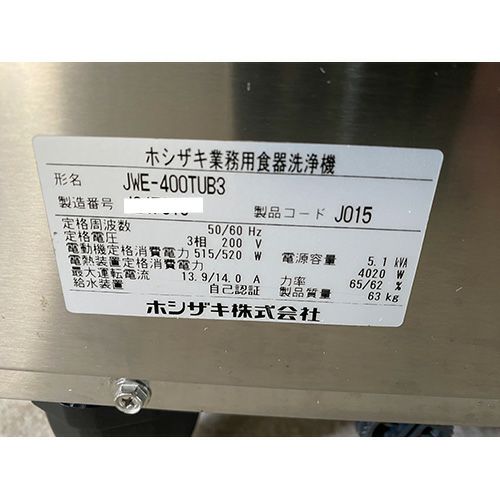 ホシザキ業務用食器洗浄機
形名 JWE-400TUB3
製造番号 製品コード J015
定格周波数 50/60 Hz
定格電圧 3相 200 V 電源容量 5.1 kVA
電動機定格消費電力 515/520 W
電熱装置定格消費電力 4020 W
最大運転電流 13.9/14.0 A 力率 65/62 %
給水装置 自己認証 製品質量 63 kg
ホシザキ株式会社